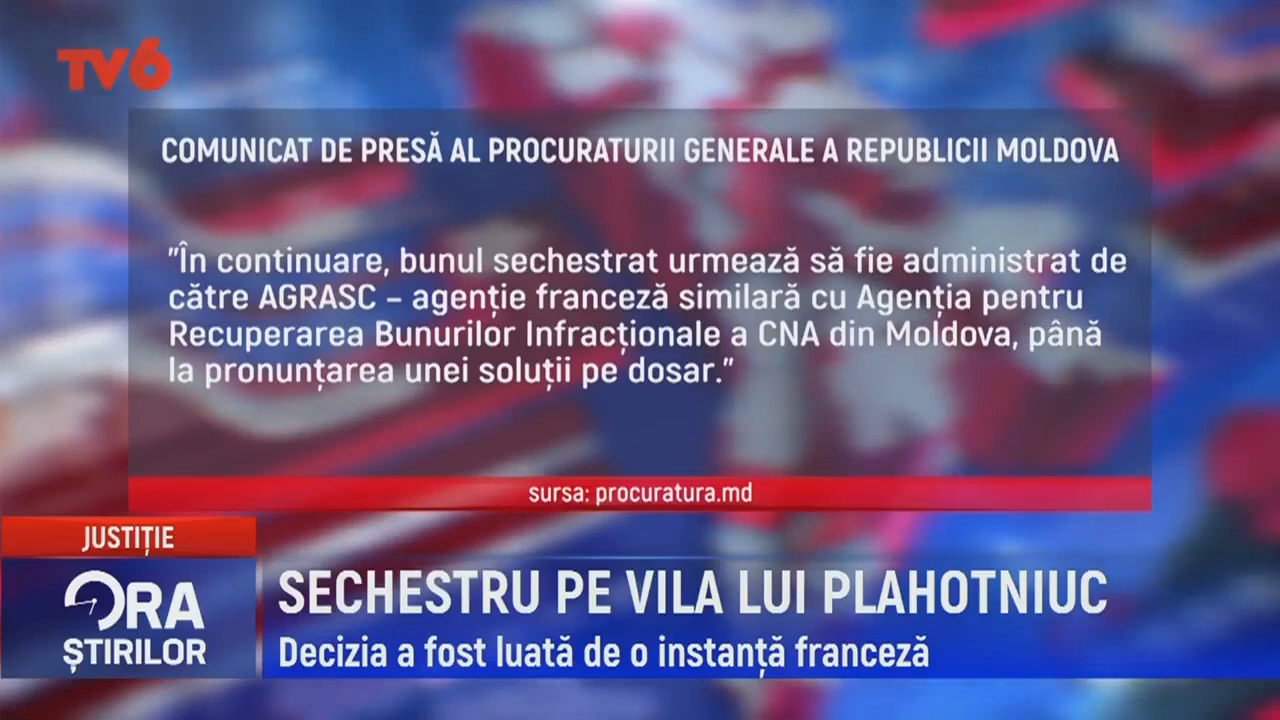 TV6
COMUNICAT DE PRESĂ AL PROCURATURII GENERALE A REPUBLICII MOLDOVA
"În continuare, bunul sechestrat urmează să fie administrat de
către AGRASC – agenție franceză similară cu Agenția pentru
Recuperarea Bunurilor Infracționale a CNA din Moldova, până
la pronunțarea unei soluții pe dosar."
sursa: procuratura.md
JUSTIȚIE
ORA
ȘTIRILOR
SECHESTRU PE VILA LUI PLAHOTNIUC
Decizia a fost luată de o instanță franceză